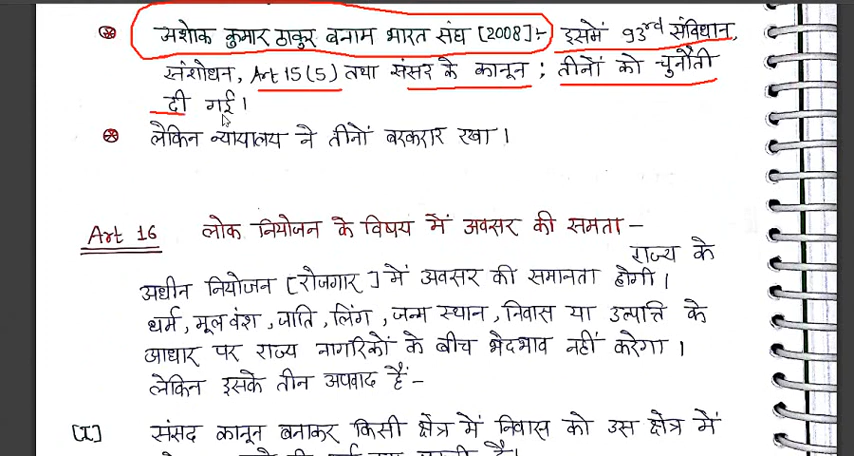 अशोक कुमार ठाकुर बनाम भारत संघ [2008]:- इसमें 93rd संविधान,
संशोधन, Art 15(5) तथा संसर के कानून ; तीनों को चुनौती
दी गई।
लेकिन न्यायालय ने तीनों बरकरार रखा।
Art 16 लोक नियोजन के विषय में अवसर की समता –
राज्य के
अधीन नियोजन [रोजगार] में अवसर की समानता होगी।
धर्म, मूल वंश, जाति, लिंग, जन्म स्थान, निवास या उत्पत्ति के
आधार पर राज्य नागरिकों के बीच भेदभाव नहीं करेगा।
लेकिन इसके तीन अपवाद हैं-
[I] संसद कानून बनाकर किसी क्षेत्र में निवास को उस क्षेत्र में